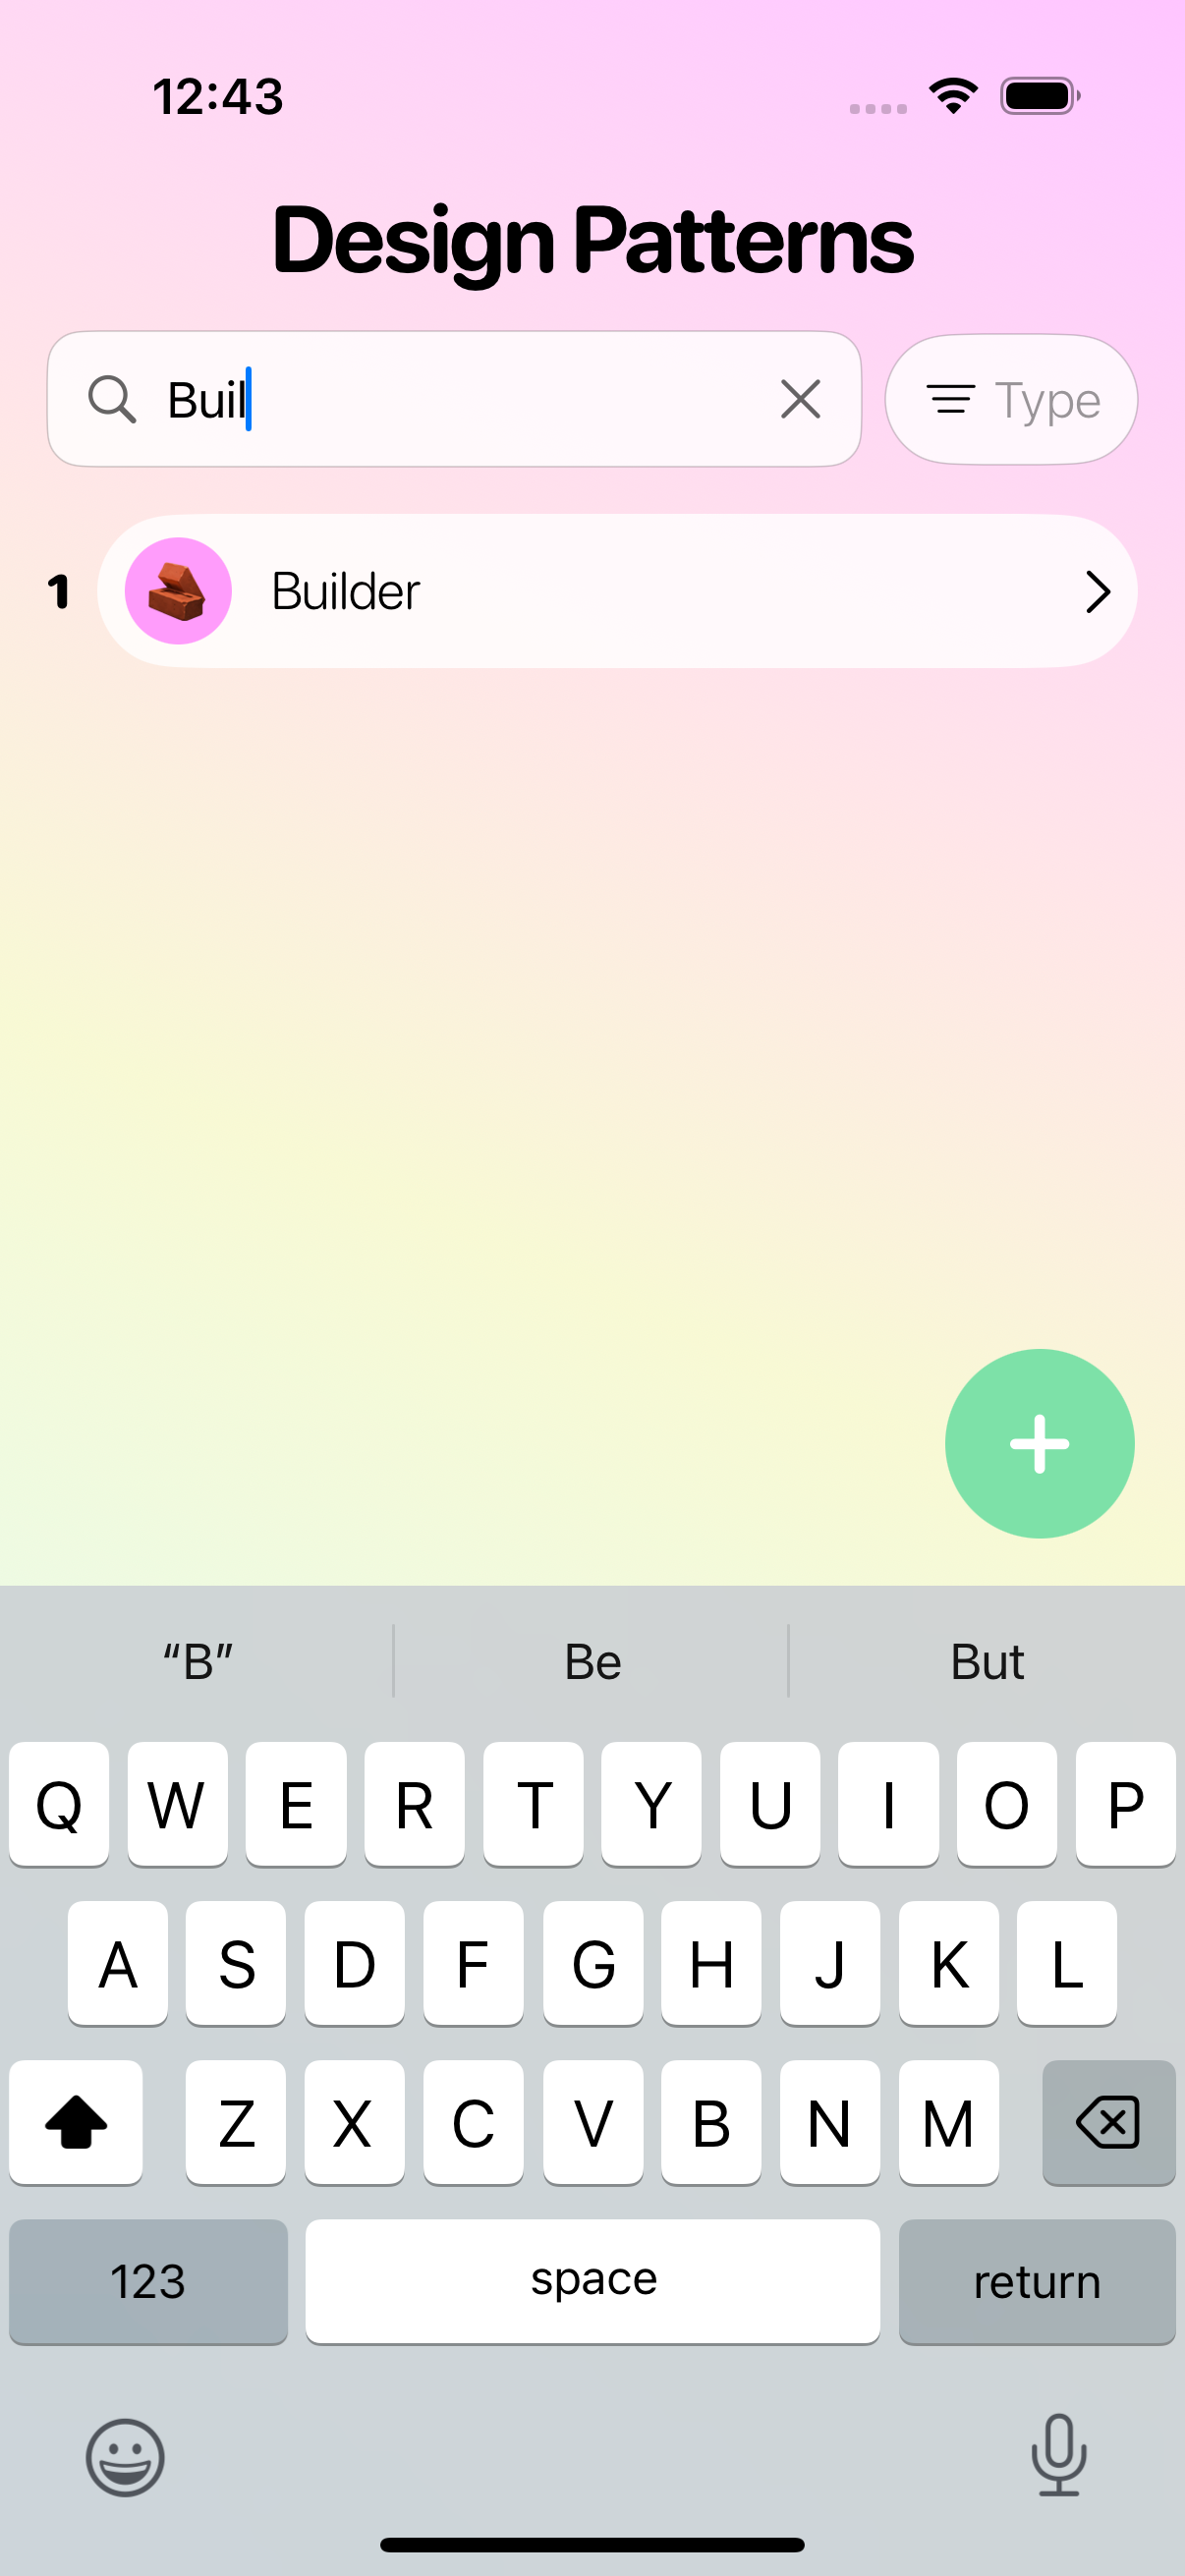 12:43
Design Patterns
Buil Type
1 Builder
“B” Be But
Q W E R T Y U I O P
A S D F G H J K L
Z X C V B N M
123 space return